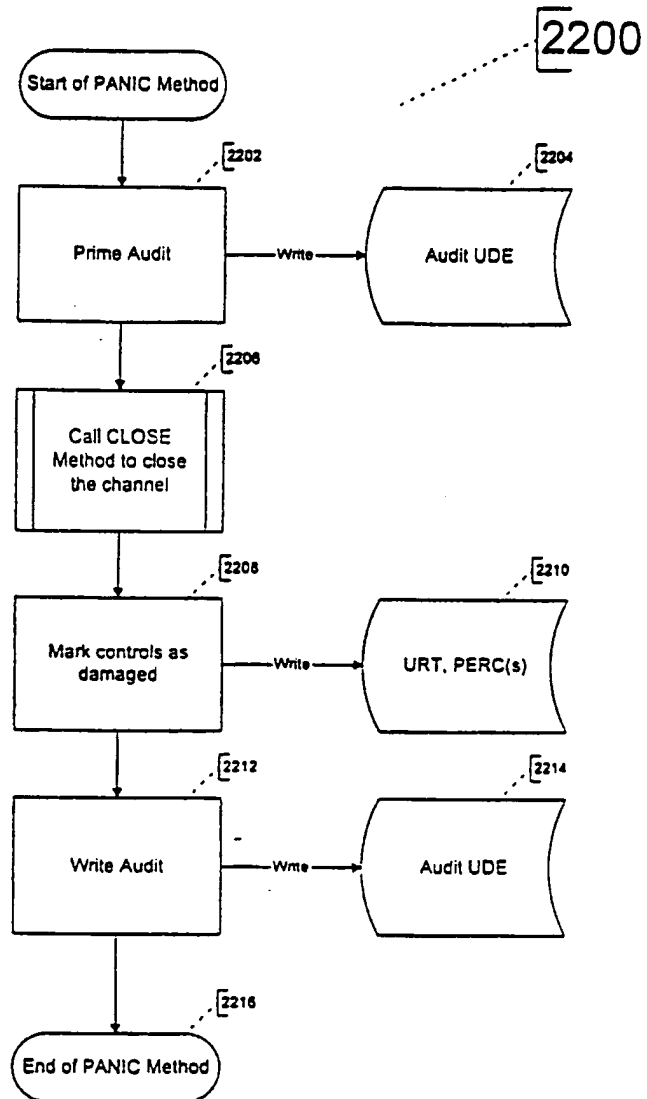 2200
Start of PANIC Method
2202
2204
Prime Audit
Write
Audit UDE
2206
Call CLOSE
Method to close
the channel
2208
2210
Mark controls as
damaged
Write
URT, PERC(s)
2212
2214
Write Audit
Write
Audit UDE
2216
End of PANIC Method